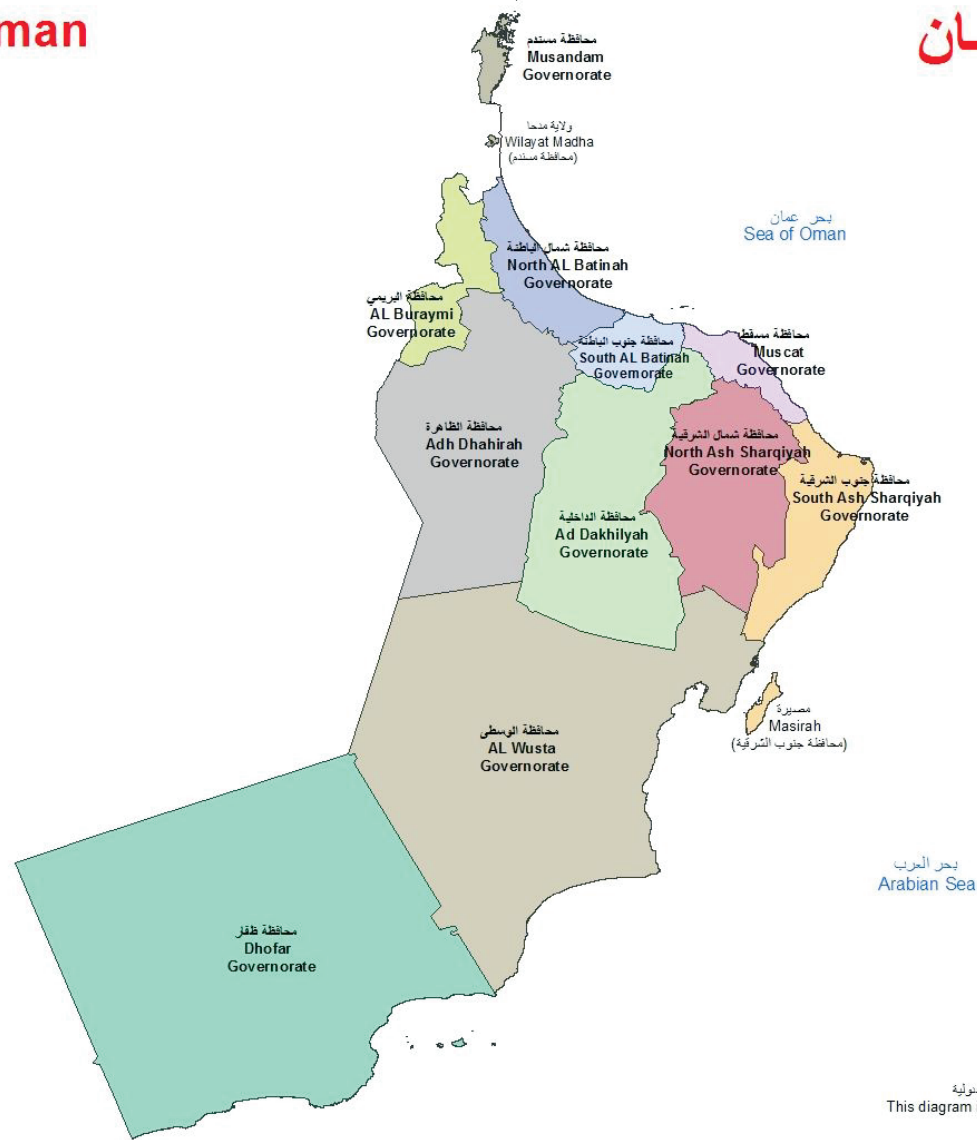 man
ـان
محافظة مسندم
Musandam
Governorate
ولاية مدحا
Wilayat Madha
(محافظة مسندم)
بحر عمان
Sea of Oman
محافظة شمال الباطنة
North AL Batinah
Governorate
محافظة البريمي
AL Buraymi
Governorate
محافظة جنوب الباطنة
South AL Batinah
Governorate
محافظة مسقط
Muscat
Governorate
محافظة الظاهرة
Adh Dhahirah
Governorate
محافظة شمال الشرقية
North Ash Sharqiyah
Governorate
محافظة جنوب الشرقية
South Ash Sharqiyah
Governorate
محافظة الداخلية
Ad Dakhilyah
Governorate
مصيرة
Masirah
(محافظة جنوب الشرقية)
محافظة الوسطى
AL Wusta
Governorate
بحر العرب
Arabian Sea
محافظة ظفار
Dhofar
Governorate
This diagram i